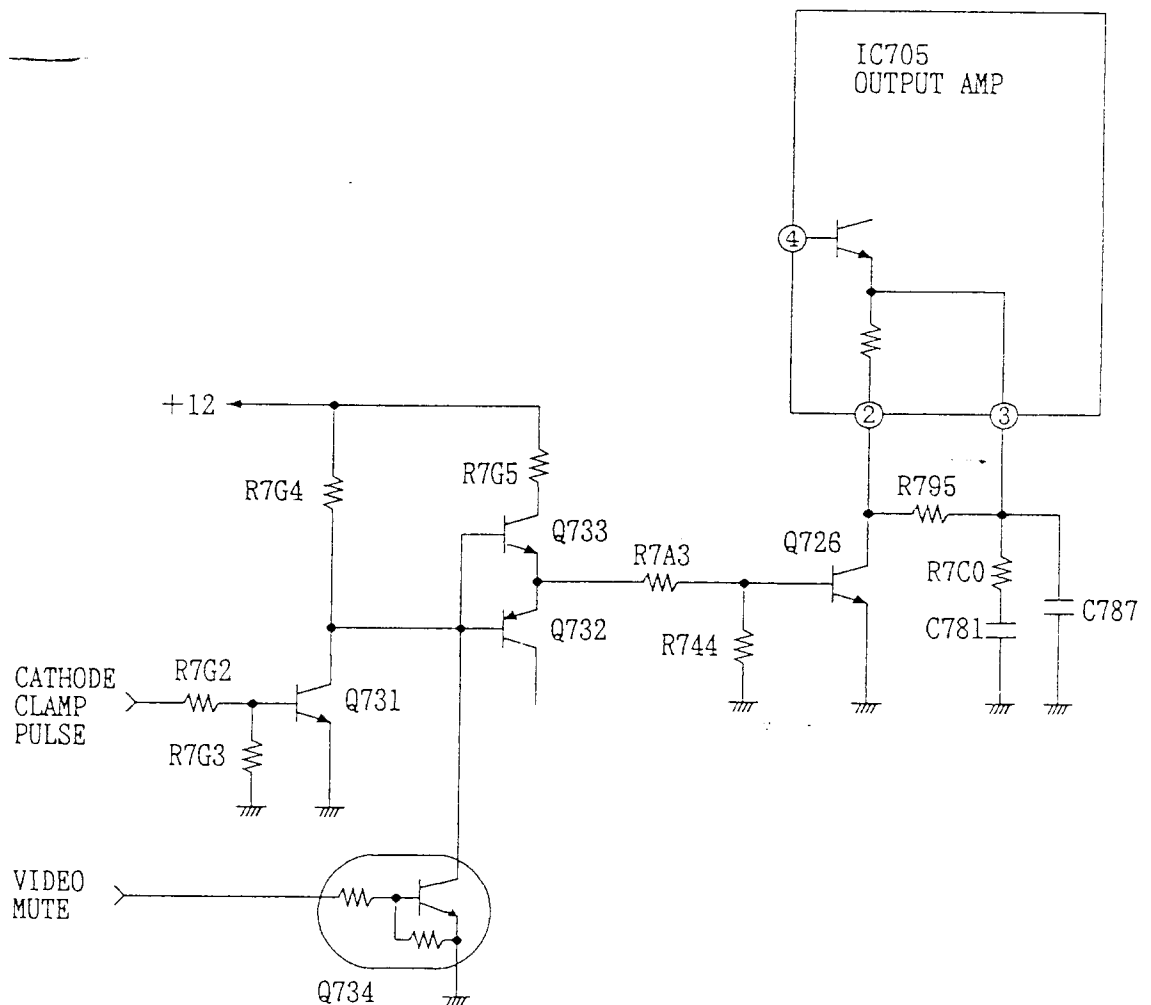 IC705
OUTPUT AMP
4
+12
2
3
R7G4
R7G5
R795
Q733
Q726
R7A3
R7C0
Q732
R744
C781
C787
R7G2
CATHODE
CLAMP
PULSE
Q731
R7G3
VIDEO
MUTE
Q734